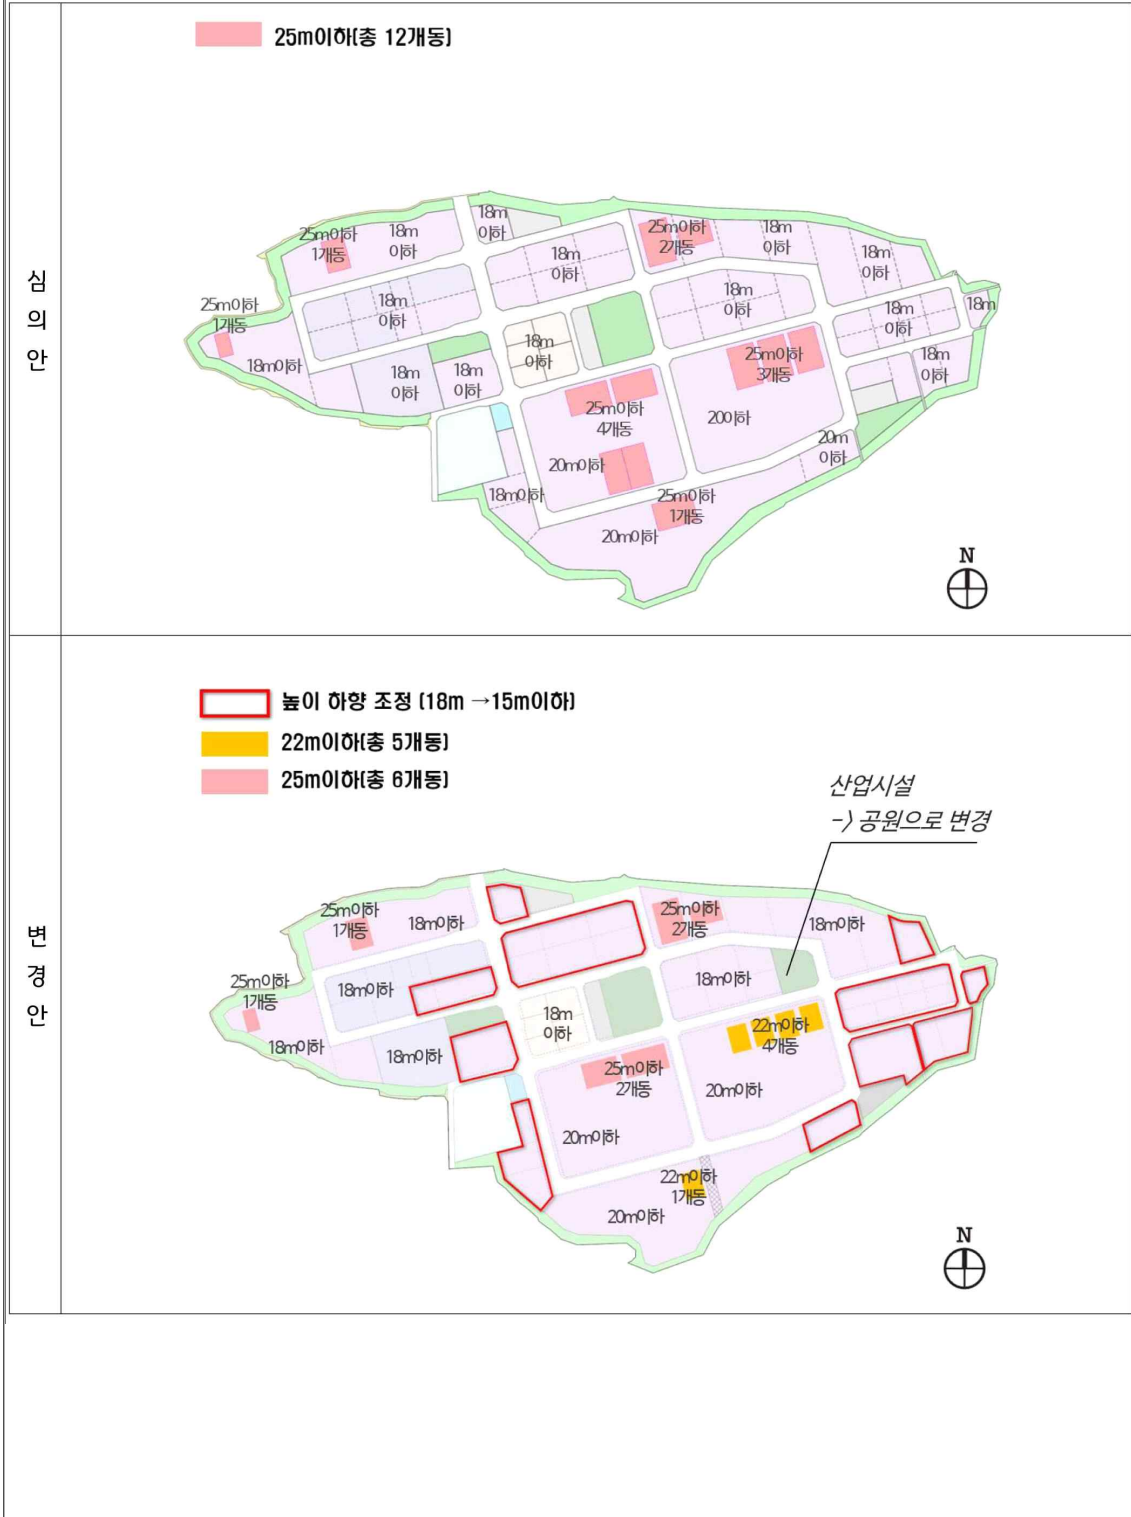 심
의
안
25m이하(총 12개동)
18m
이하
25m이하
1개동
18m
이하
25m이하
2개동
18m
이하
18m
이하
18m
이하
25m이하
1개동
18m
이하
18m
이하
18m
이하
18m
18m이하
18m
이하
18m
이하
18m
이하
25m이하
3개동
18m
이하
25m이하
4개동
200이하
20m
이하
20m이하
18m이하
25m이하
1개동
20m이하
N
변
경
안
높이 하향 조정 (18m →15m이하)
22m이하(총 5개동)
25m이하(총 6개동)
산업시설
-> 공원으로 변경
25m이하
1개동
18m이하
25m이하
2개동
18m이하
25m이하
1개동
18m이하
18m이하
18m이하
18m이하
18m
이하
22m이하
4개동
25m이하
2개동
20m이하
20m이하
22m이하
1개동
20m이하
N